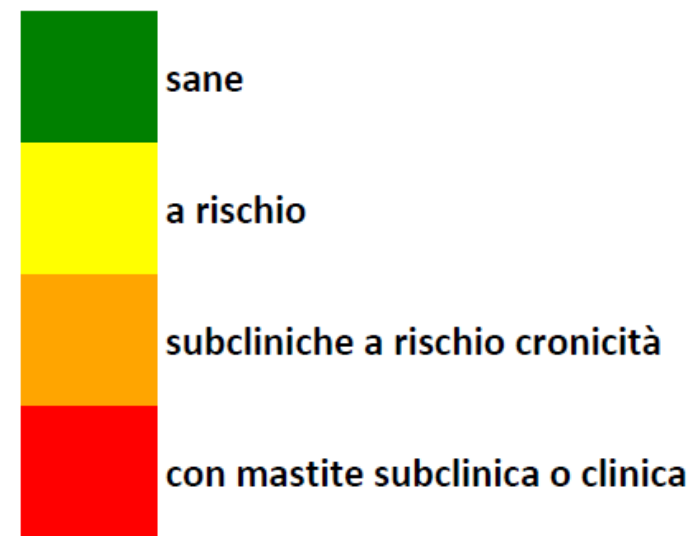 sane
a rischio
subcliniche a rischio cronicità
con mastite subclinica o clinica